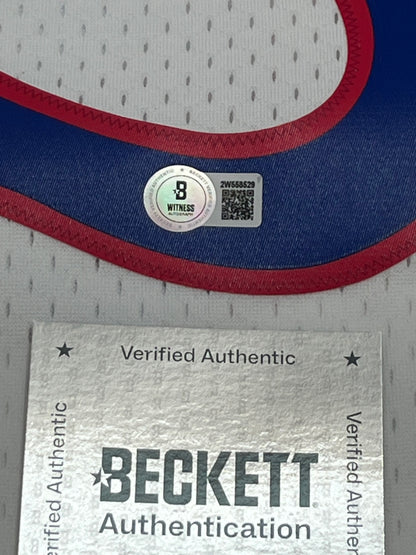 B
WITNESS
AUTOGRAPH
2W558529
Verified Authentic
Verified Authentic
Verified Authentic
BECKETT
Authentication